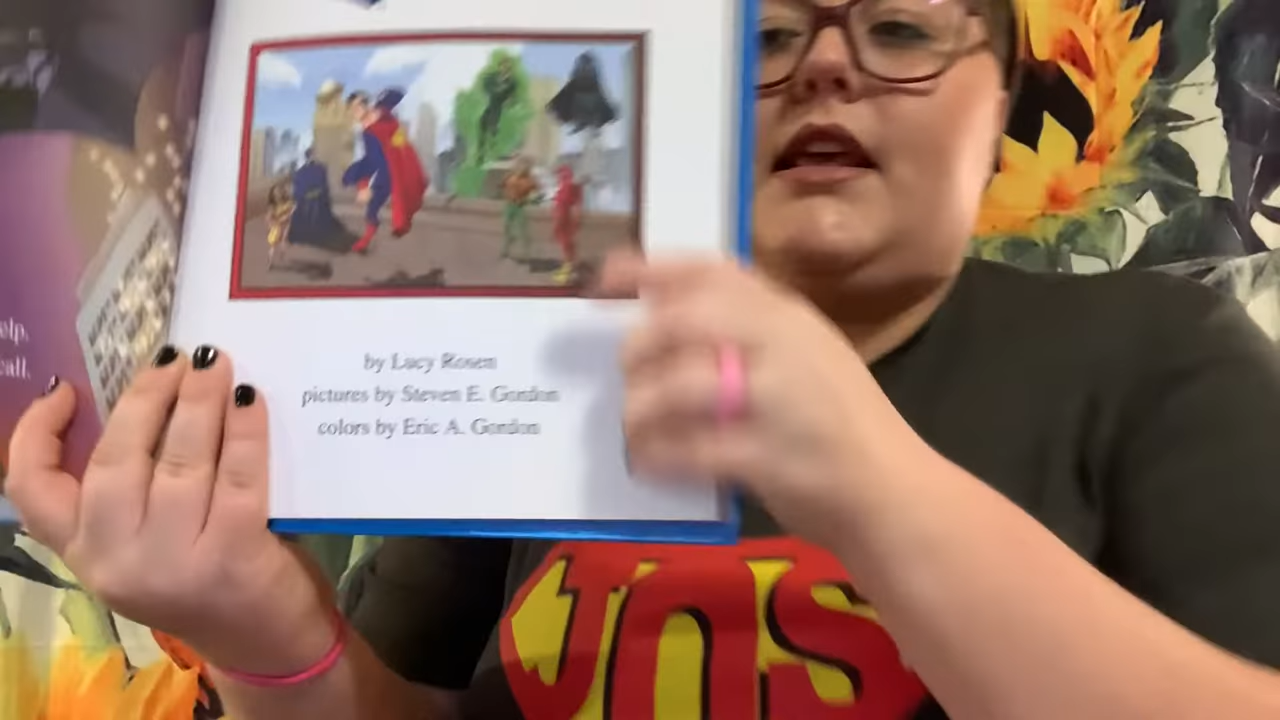 elp.
call.
by Lucy Rosen
pictures by Steven E. Gordon
colors by Eric A. Gordon